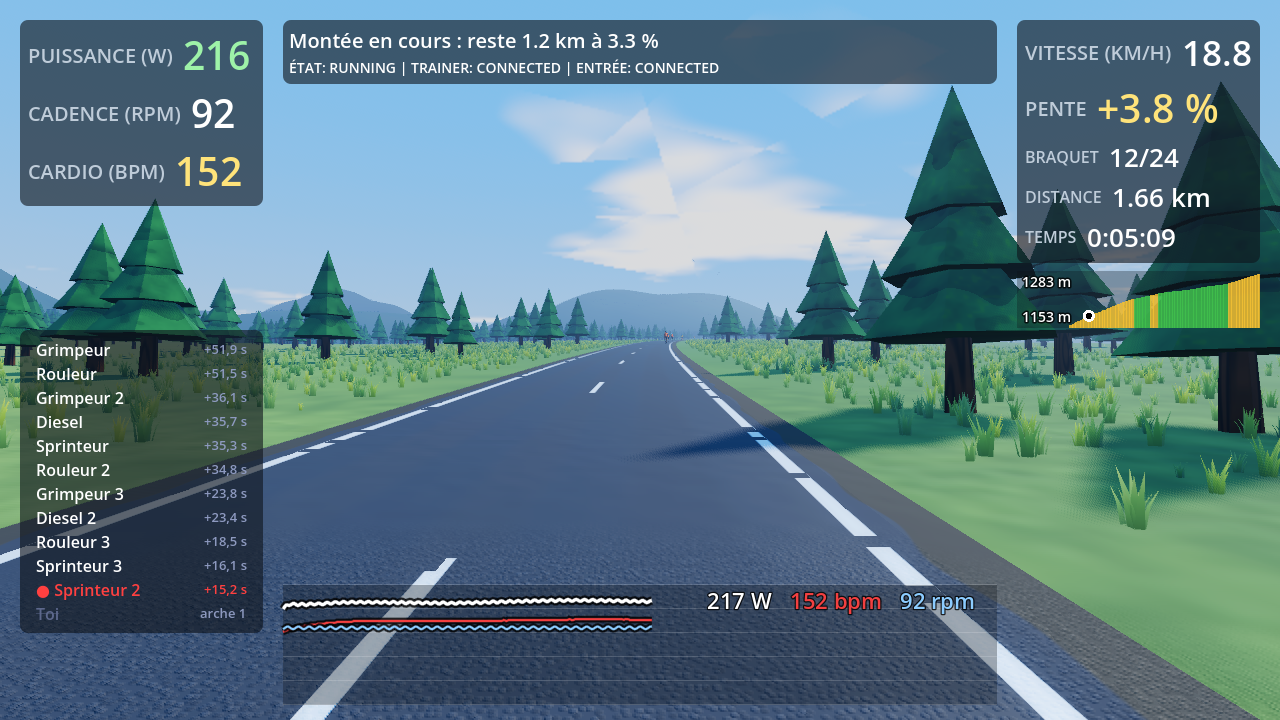 PUISSANCE (W) 216
CADENCE (RPM) 92
CARDIO (BPM) 152
Montée en cours : reste 1.2 km à 3.3 %
ÉTAT: RUNNING | TRAINER: CONNECTED | ENTRÉE: CONNECTED
VITESSE (KM/H) 18.8
PENTE +3.8 %
BRAQUET 12/24
DISTANCE 1.66 km
TEMPS 0:05:09
1283 m
1153 m
Grimpeur +51,9 s
Rouleur +51,5 s
Grimpeur 2 +36,1 s
Diesel +35,7 s
Sprinteur +35,3 s
Rouleur 2 +34,8 s
Grimpeur 3 +23,8 s
Diesel 2 +23,4 s
Rouleur 3 +18,5 s
Sprinteur 3 +16,1 s
Sprinteur 2 +15,2 s
Toi arche 1
217 W 152 bpm 92 rpm